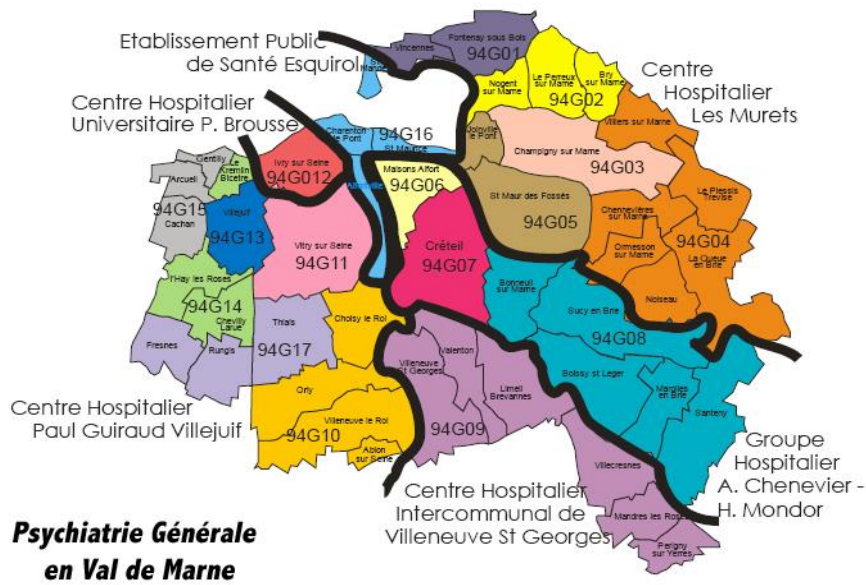 Etablissement Public
de Santé Esquirol
Centre Hospitalier
Universitaire P. Brousse
Centre
Hospitalier
Les Murets
Vincennes
Fontenay sous Bois
94G01
Nogent
sur Marne
Le Perreux
sur Marne
Bry
sur Marne
94G02
Charenton
le Pont
94G16
St Maurice
Joinville
le Pont
Villiers sur Marne
Champigny sur Marne
94G03
Gentilly
Le
Kremlin
Bicetre
Ivry sur Seine
94G012
Maisons Alfort
94G06
Arcueil
94G15
Cachan
Villejuif
94G13
St Maur des Fossés
94G05
Le Plessis
Trevise
Chennevières
sur Marne
94G04
Ormesson
sur Marne
La Queue
en Brie
Noiseau
Vitry sur Seine
94G11
Créteil
94G07
l'Hay les Roses
94G14
Chevilly
Larue
Bonneuil
sur Marne
Sucy en Brie
94G08
Fresnes
Rungis
Thiais
94G17
Choisy le Roi
Villeneuve
St Georges
Valenton
Limeil
Brevannes
Boissy st Leger
Marolles
en Brie
Santeny
Orly
Villeneuve le Roi
94G10
Ablon
sur Seine
94G09
Villecresnes
Mandres les Roses
Perigny
sur Yerres
Centre Hospitalier
Paul Guiraud Villejuif
Centre Hospitalier
Intercommunal de
Villeneuve St Georges
Groupe
Hospitalier
A. Chenevier -
H. Mondor
Psychiatrie Générale
en Val de Marne